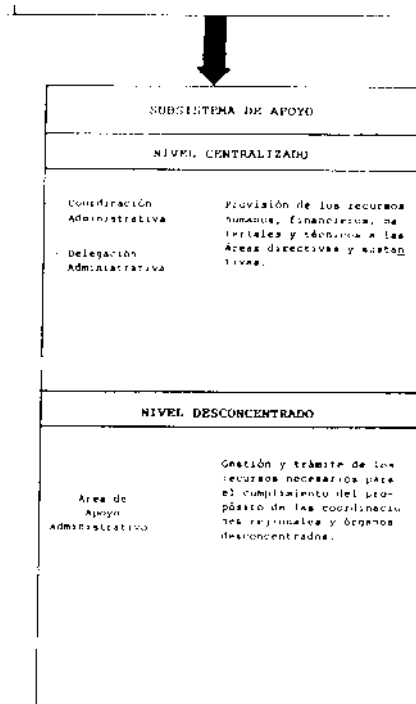 SUBSISTEMA DE APOYO
NIVEL CENTRALIZADO
- Coordinación
Administrativa
- Delegación
Administrativa
Provisión de los recursos
humanos, financieros, ma
teriales y técnicos a las
áreas directivas y sustan
tivas.
NIVEL DESCONCENTRADO
Area de
Apoyo
Administrativo
Gestión y trámite de los
recursos necesarios para
el cumplimiento del pro-
pósito de las coordinacio
nes regionales y órganos
desconcentrados.